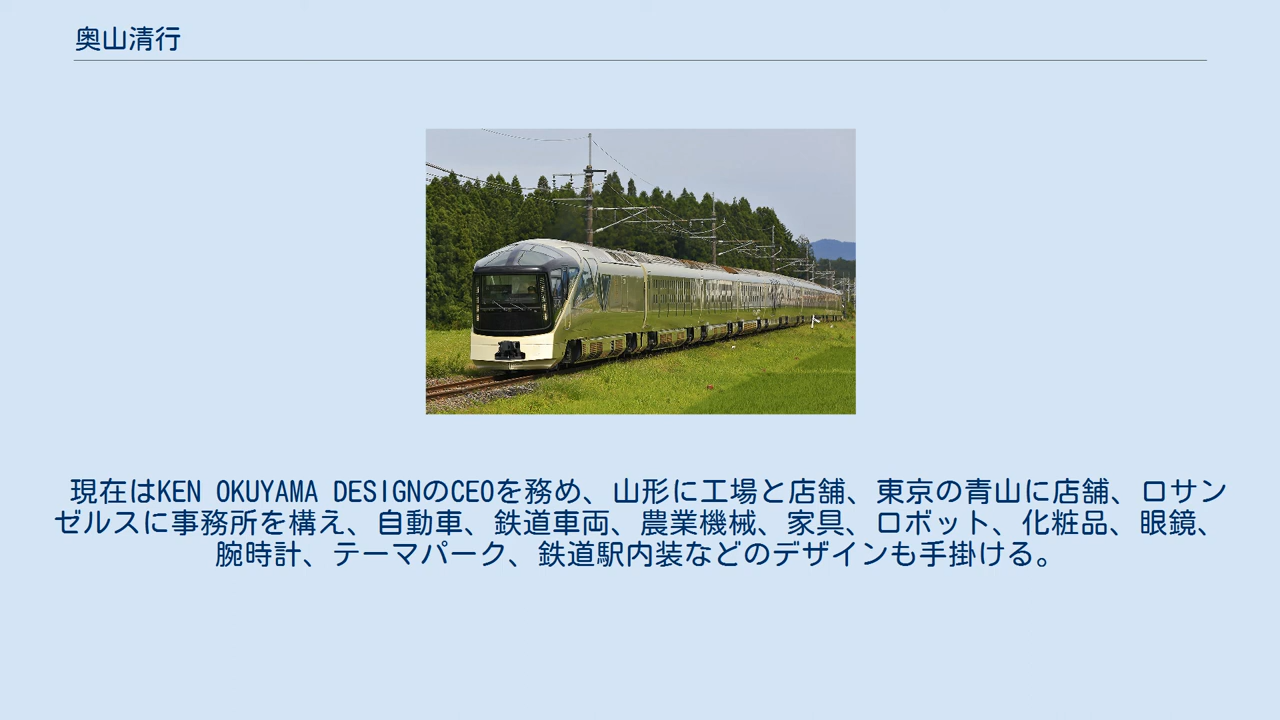 奥山清行
現在はKEN OKUYAMA DESIGNのCEOを務め、山形に工場と店舗、東京の青山に店舗、ロサン
ゼルスに事務所を構え、自動車、鉄道車両、農業機械、家具、ロボット、化粧品、眼鏡、
腕時計、テーマパーク、鉄道駅内装などのデザインも手掛ける。